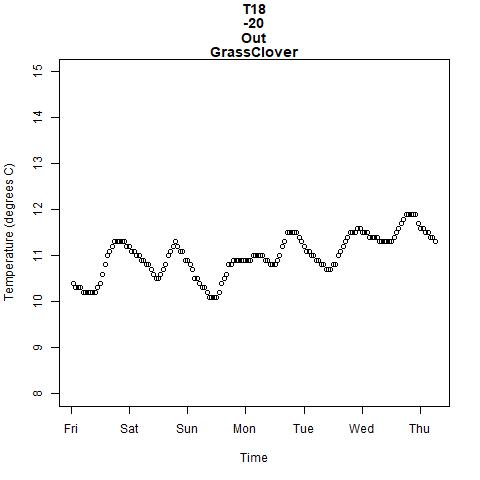 T18
-20
Out
GrassClover
Temperature (degrees C)
15
14
13
12
11
10
9
8
Fri Sat Sun Mon Tue Wed Thu
Time